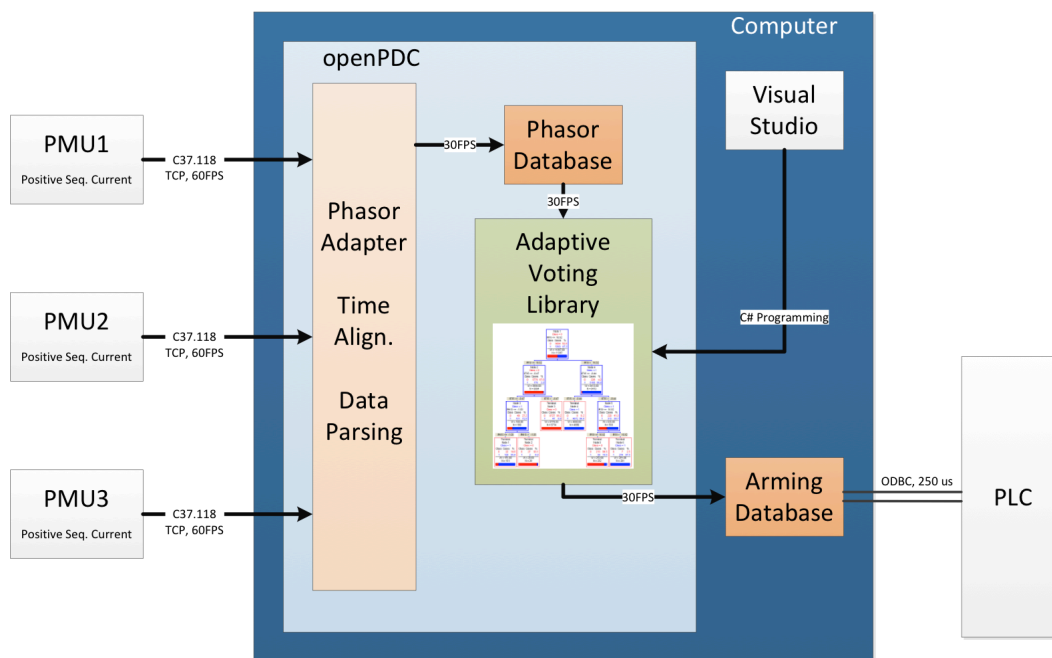 Computer
openPDC
Visual
Studio
PMU1
Positive Seq. Current
C37.118
TCP, 60FPS
Phasor
Adapter
Time
Align.
Data
Parsing
30FPS
Phasor
Database
30FPS
Adaptive
Voting
Library
C# Programming
PMU2
Positive Seq. Current
C37.118
TCP, 60FPS
PMU3
Positive Seq. Current
C37.118
TCP, 60FPS
30FPS
Arming
Database
ODBC, 250 us
PLC